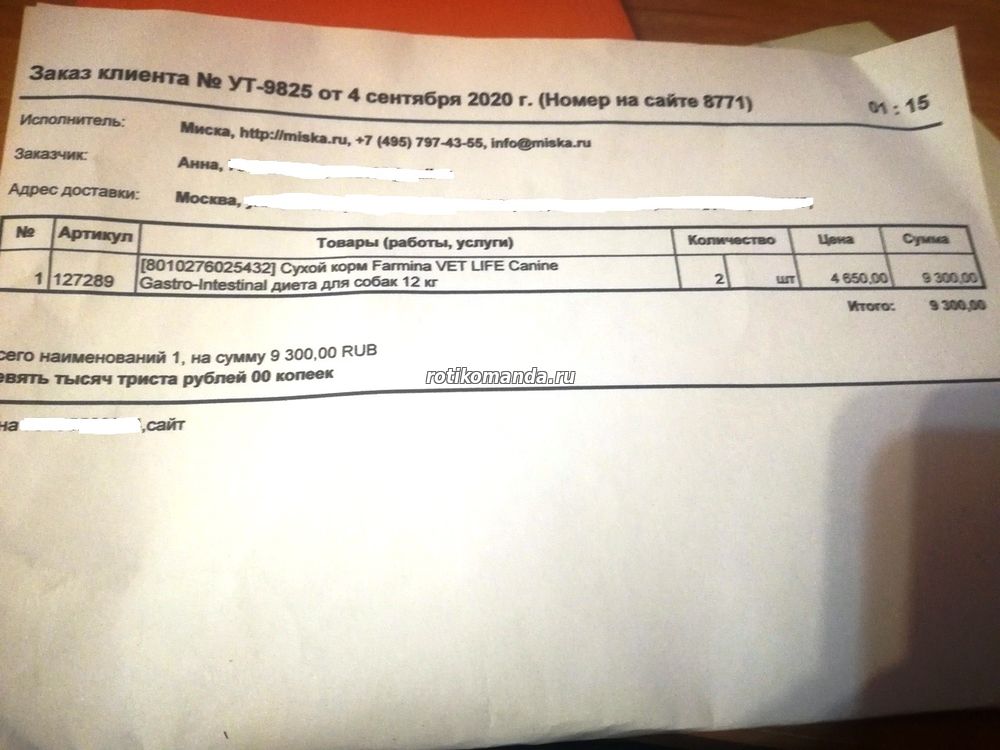 Заказ клиента № УТ-9825 от 4 сентября 2020 г. (Номер на сайте 8771)
01 : 15
Исполнитель: Миска, http://miska.ru, +7 (495) 797-43-55, info@miska.ru
Заказчик: Анна,
Адрес доставки: Москва,
№ Артикул Товары (работы, услуги) Количество Цена Сумма
1 127289 [8010276025432] Сухой корм Farmina VET LIFE Canine
Gastro-Intestinal диета для собак 12 кг 2 шт 4 650,00 9 300,00
Итого: 9 300,00
сего наименований 1, на сумму 9 300,00 RUB
евять тысяч триста рублей 00 копеек
rotikomanda.ru
на ,сайт